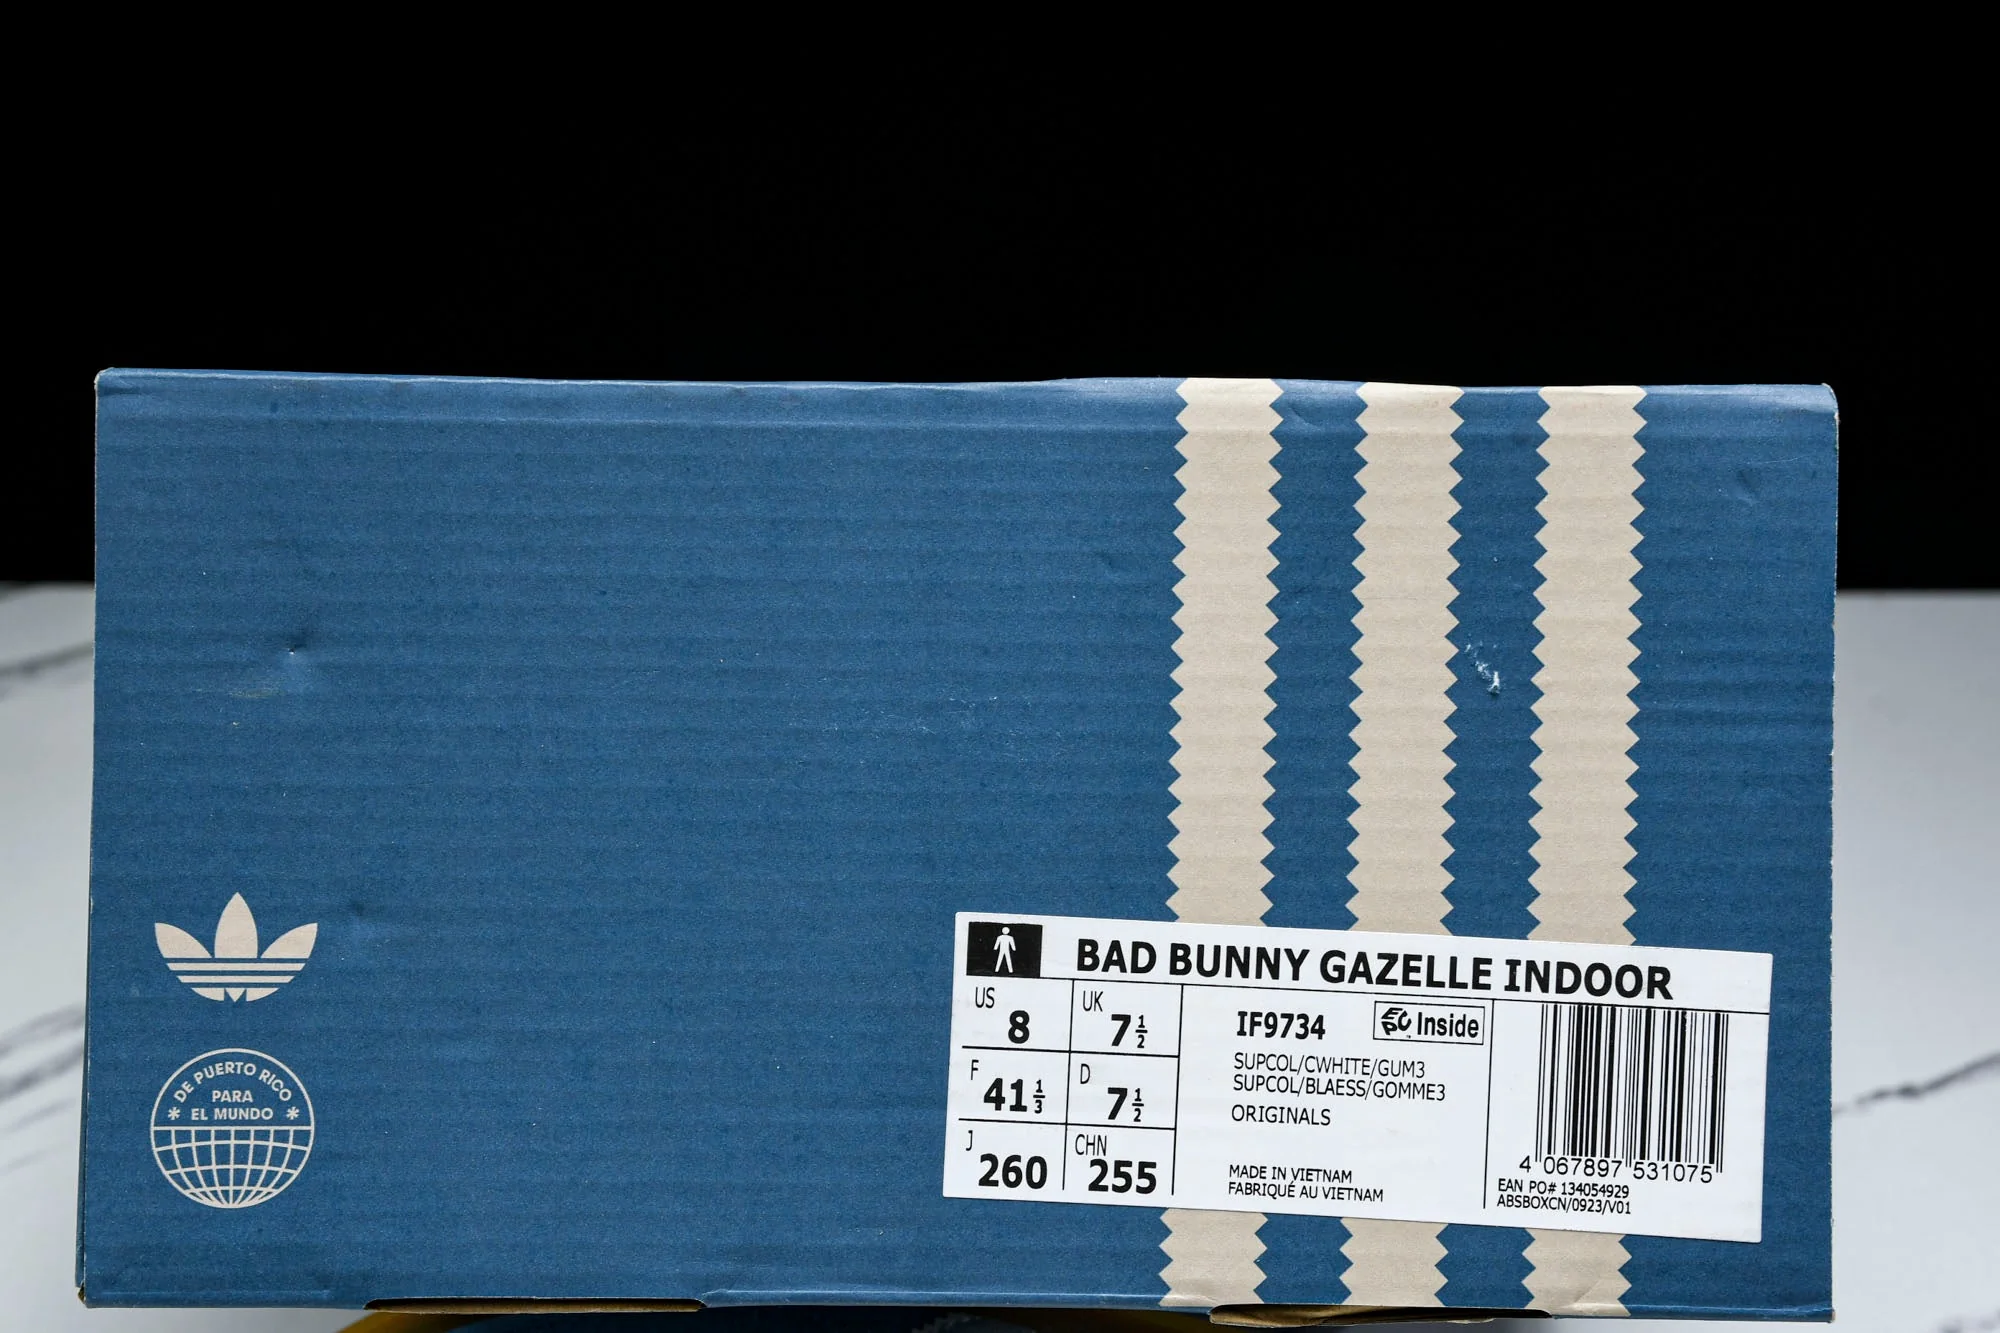 DE PUERTO RICO
PARA
* EL MUNDO *
BAD BUNNY GAZELLE INDOOR
US 8 UK 7½
F 41⅓ D 7½
J 260 CHN 255
IF9734 EPC Inside
SUPCOL/CWHITE/GUM3
SUPCOL/BLAESS/GOMME3
ORIGINALS
MADE IN VIETNAM
FABRIQUÉ AU VIETNAM
4 067897 531075
EAN PO# 134054929
ABSBOXCN/0923/V01